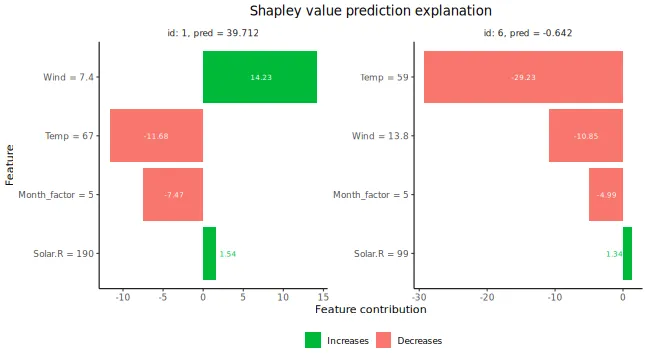 Shapley value prediction explanation
id: 1, pred = 39.712
id: 6, pred = -0.642
Feature
Wind = 7.4
14.23
Temp = 67
-11.68
Month_factor = 5
-7.47
Solar.R = 190
1.54
-10 -5 0 5 10 15
Temp = 59
-29.23
Wind = 13.8
-10.85
Month_factor = 5
-4.99
Solar.R = 99
1.34
-30 -20 -10 0
Feature contribution
Increases Decreases